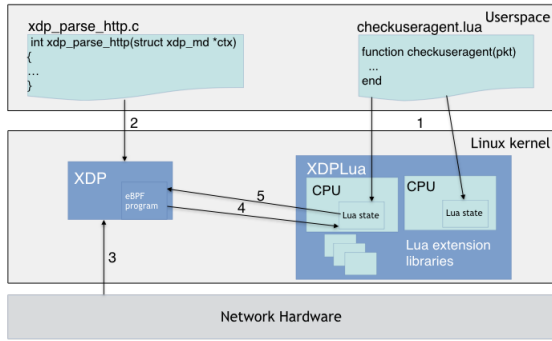 Userspace
xdp_parse_http.c
int xdp_parse_http(struct xdp_md *ctx)
{
...
}
checkuseragent.lua
function checkuseragent(pkt)
...
end
2
1
Linux kernel
XDP
eBPF
program
5
4
3
XDPLua
CPU
Lua state
CPU
Lua state
Lua extension
libraries
Network Hardware